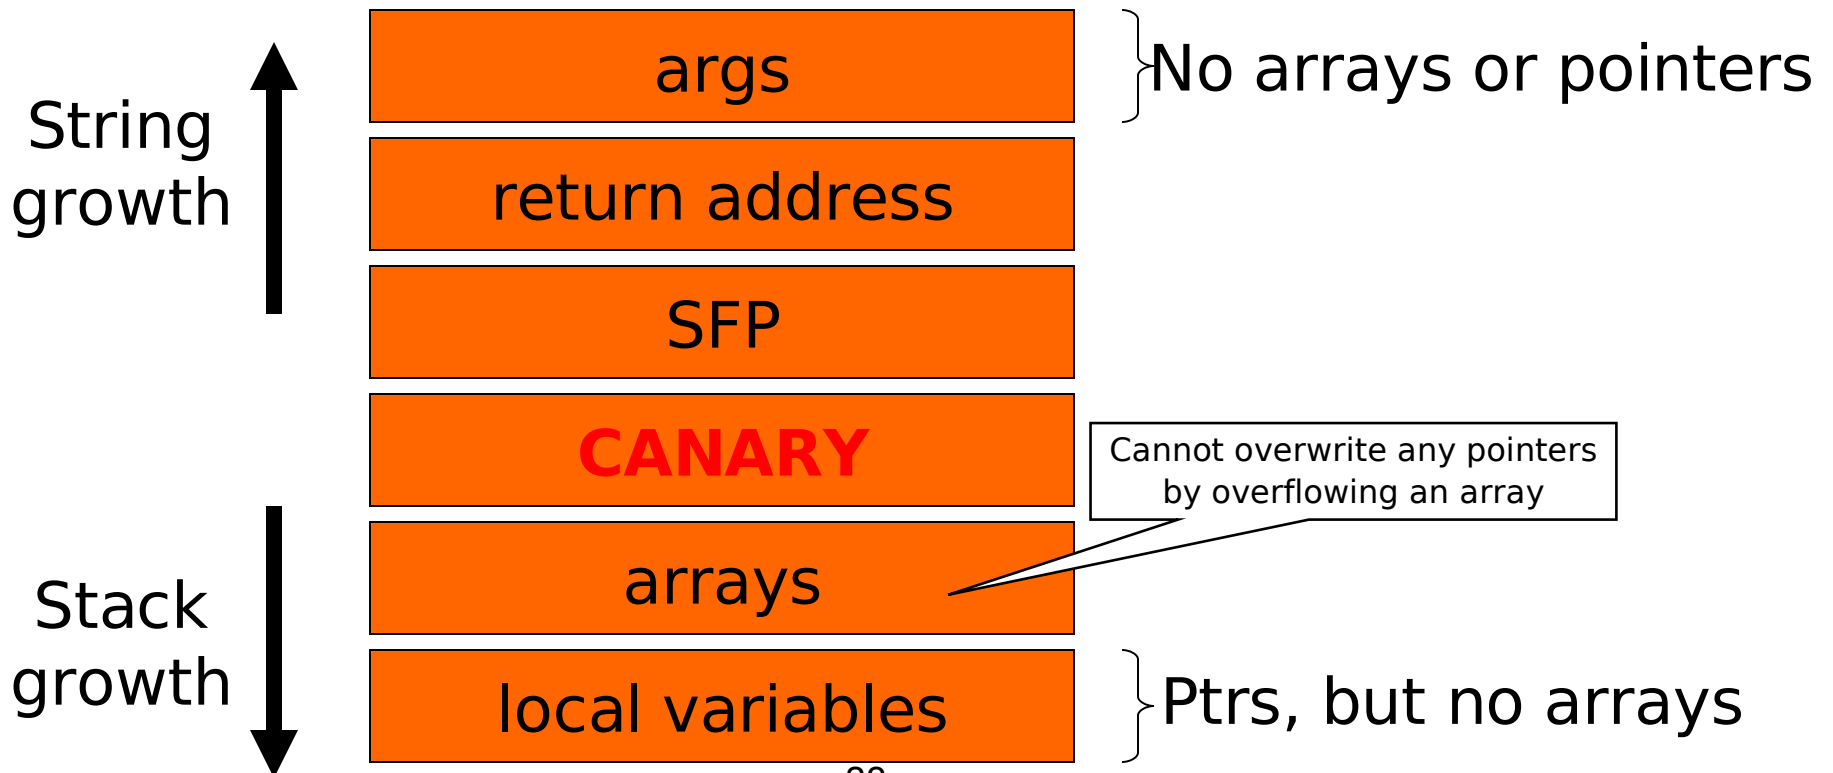 args
No arrays or pointers
String
growth
return address
SFP
CANARY
Cannot overwrite any pointers
by overflowing an array
arrays
Stack
growth
local variables
Ptrs, but no arrays